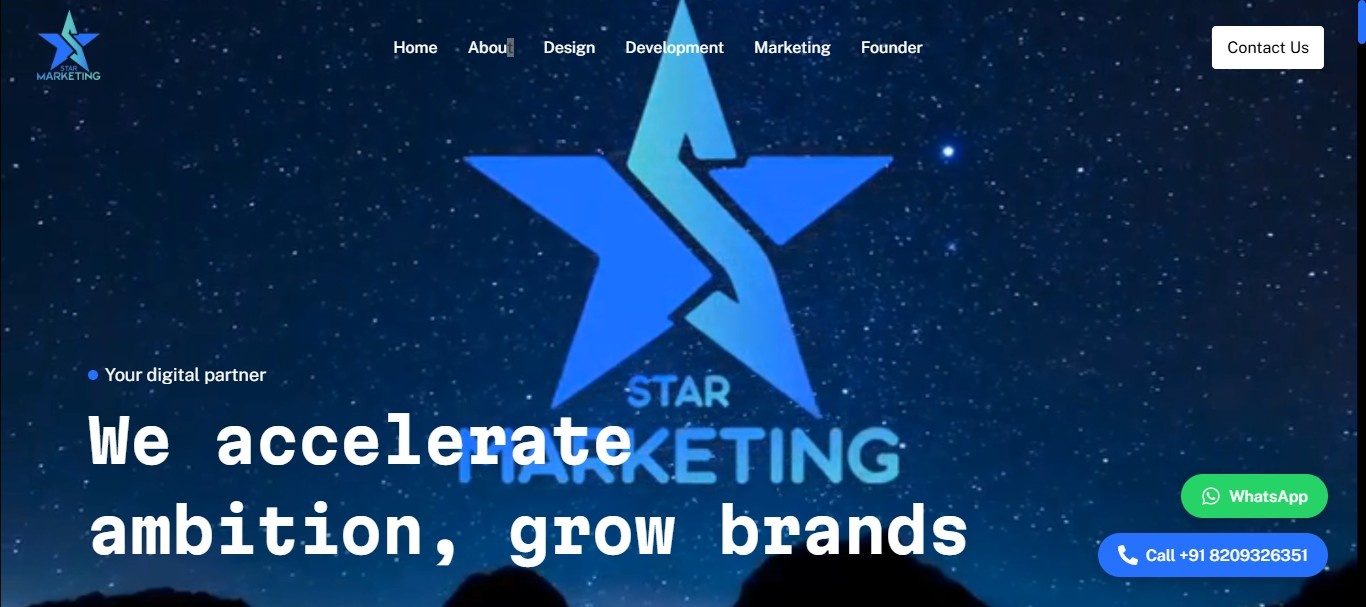 STAR
MARKETING
Home
About
Design
Development
Marketing
Founder
Contact Us
Your digital partner
STAR
MARKETING
We accelerate
ambition, grow brands
WhatsApp
Call +91 8209326351